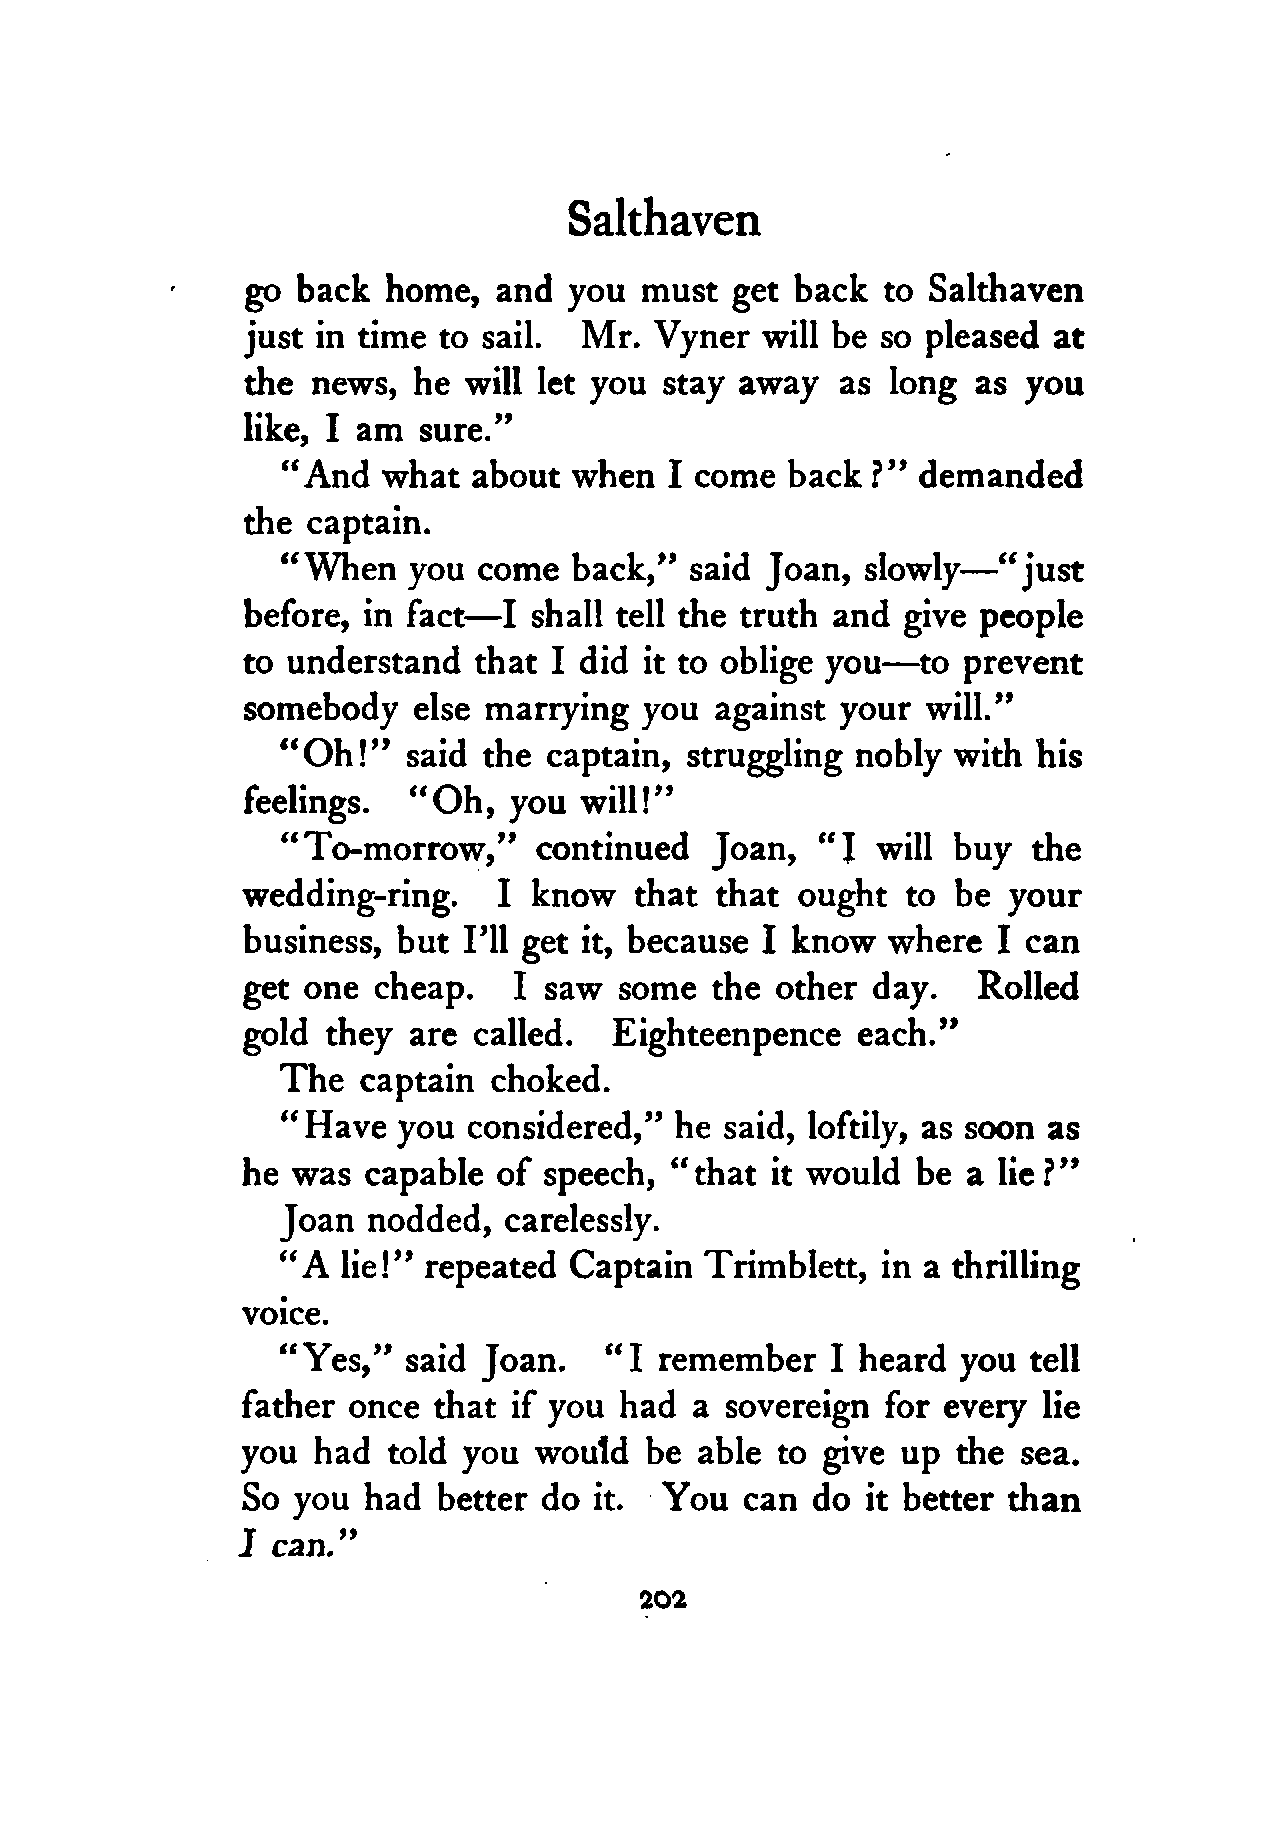 Salthaven
go back home, and you must get back to Salthaven
just in time to sail. Mr. Vyner will be so pleased at
the news, he will let you stay away as long as you
like, I am sure."
"And what about when I come back?" demanded
the captain.
"When you come back," said Joan, slowly—"just
before, in fact—I shall tell the truth and give people
to understand that I did it to oblige you—to prevent
somebody else marrying you against your will."
"Oh!" said the captain, struggling nobly with his
feelings. "Oh, you will!"
"To-morrow," continued Joan, "I will buy the
wedding-ring. I know that that ought to be your
business, but I'll get it, because I know where I can
get one cheap. I saw some the other day. Rolled
gold they are called. Eighteenpence each."
The captain choked.
"Have you considered," he said, loftily, as soon as
he was capable of speech, "that it would be a lie?"
Joan nodded, carelessly.
"A lie!" repeated Captain Trimblett, in a thrilling
voice.
"Yes," said Joan. "I remember I heard you tell
father once that if you had a sovereign for every lie
you had told you would be able to give up the sea.
So you had better do it. You can do it better than
I can."
202